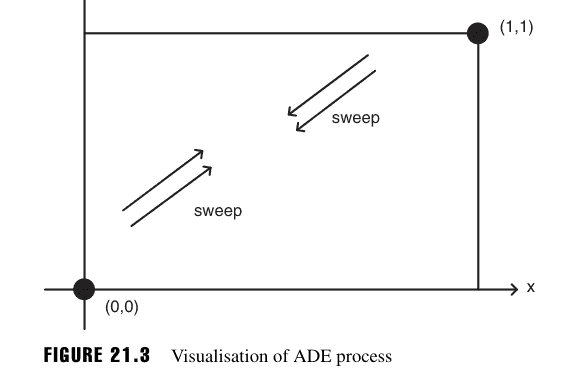 (1,1)
sweep
sweep
x
(0,0)
FIGURE 21.3 Visualisation of ADE process